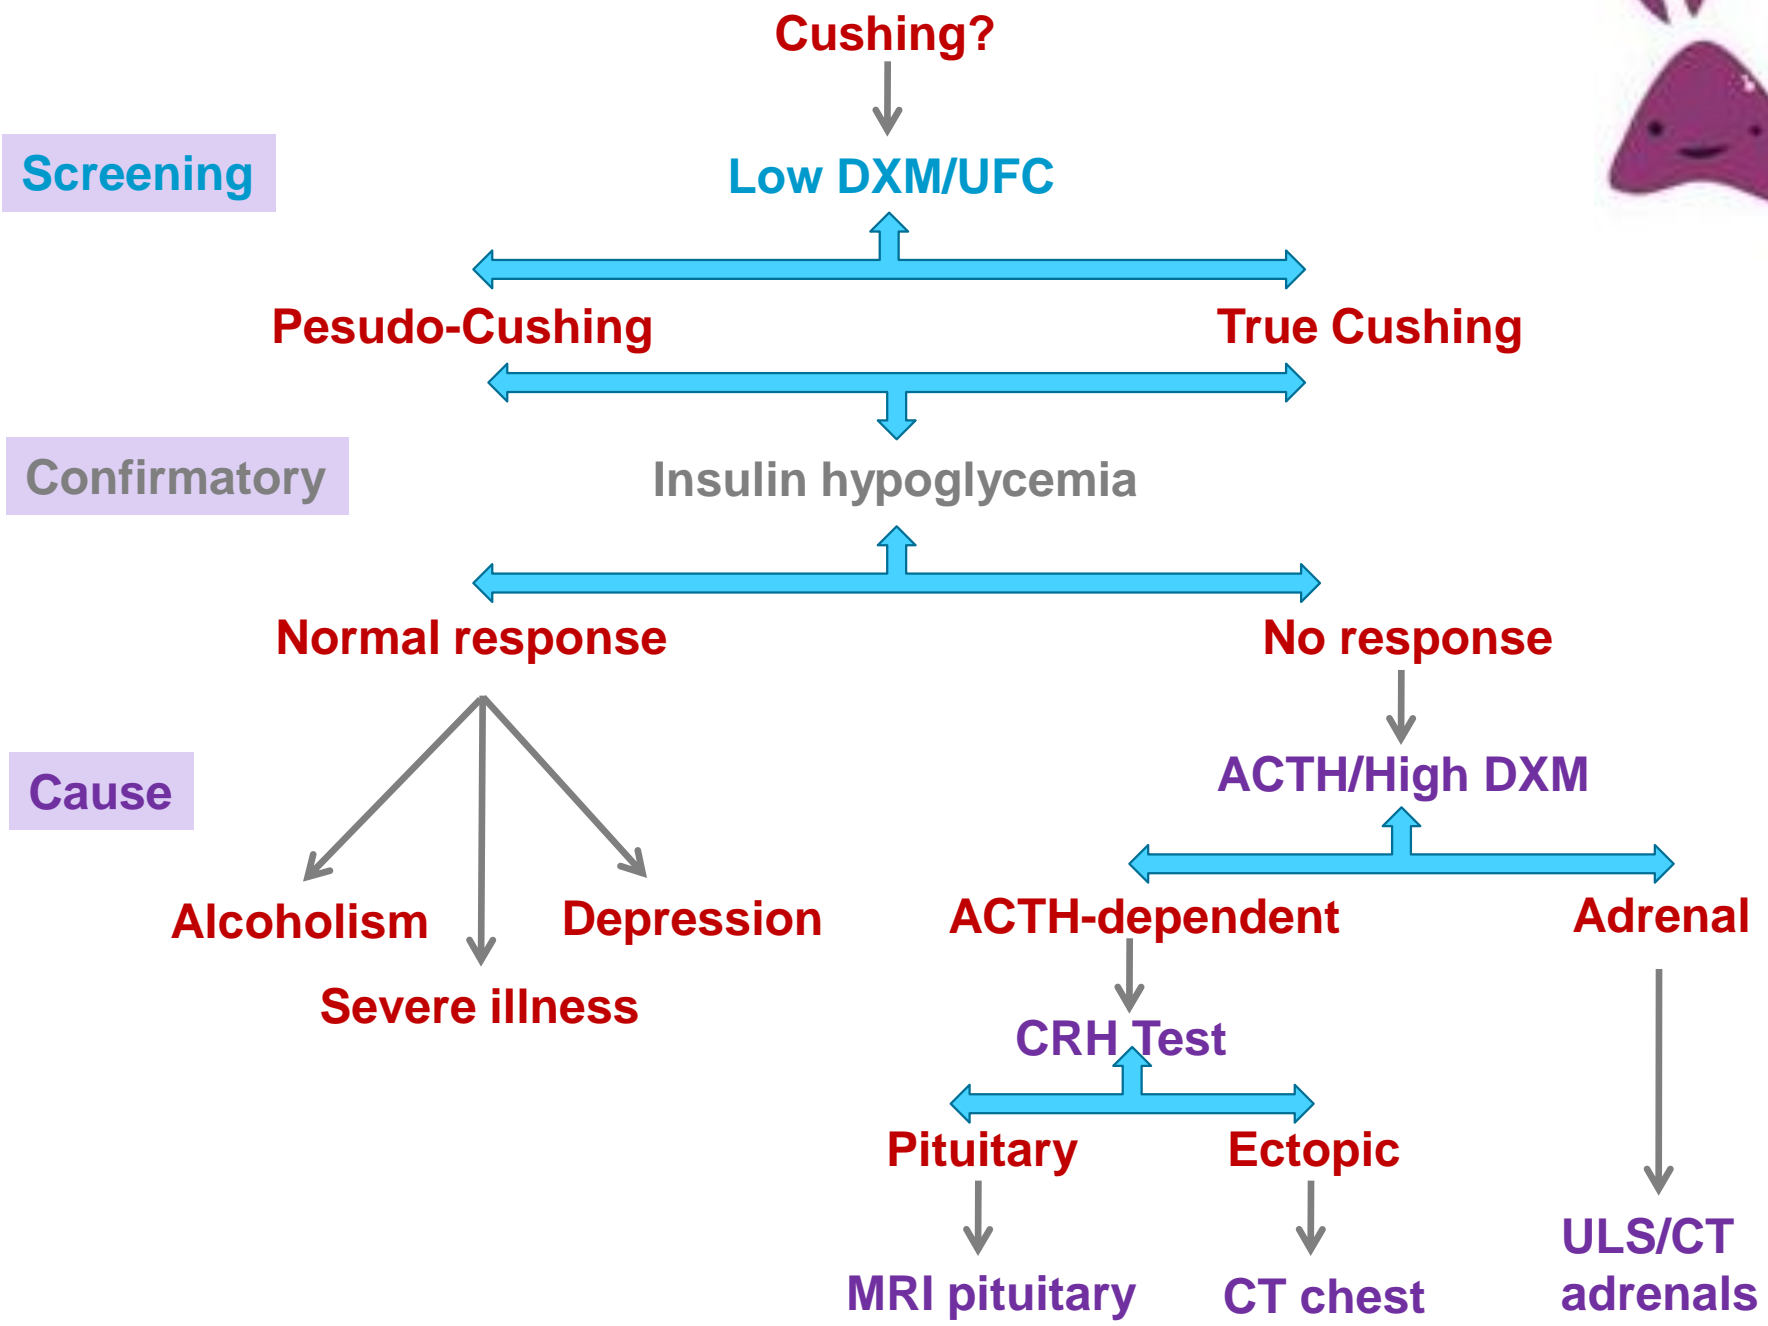 Cushing?
Screening
Low DXM/UFC
Pesudo-Cushing
True Cushing
Confirmatory
Insulin hypoglycemia
Normal response
No response
Cause
ACTH/High DXM
Alcoholism
Depression
ACTH-dependent
Adrenal
Severe illness
CRH Test
Pituitary
Ectopic
MRI pituitary
CT chest
ULS/CT
adrenals